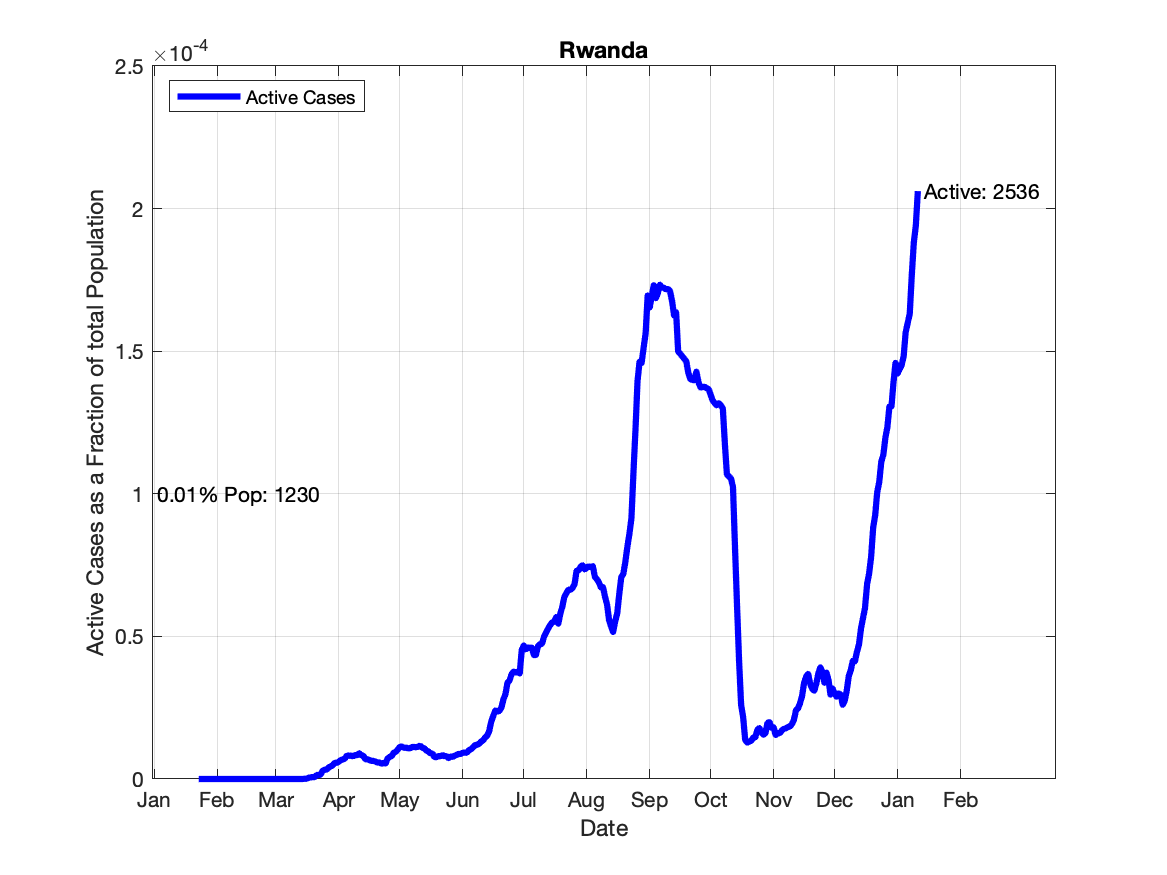 Rwanda
×10^-4
2.5
2
1.5
1
0.5
0
Active Cases
Active: 2536
0.01% Pop: 1230
Active Cases as a Fraction of total Population
Jan Feb Mar Apr May Jun Jul Aug Sep Oct Nov Dec Jan Feb
Date